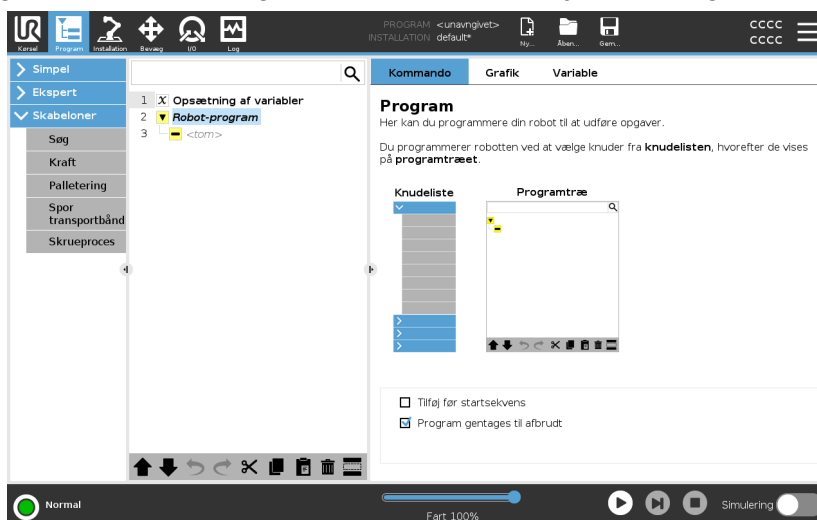 UR
PROGRAM <unavngivet>
INSTALLATION default*
Ny...
Åben...
Gem...
CCCC
CCCC
Kørsel
Program
Installation
Bevæg
I/O
Log
Simpel
Ekspert
Skabeloner
Søg
Kraft
Palletering
Spor
transportbånd
Skrueproces
1 X Opsætning af variabler
2 Robot-program
3 <tom>
Kommando
Grafik
Variable
Program
Her kan du programmere din robot til at udføre opgaver.
Du programmerer robotten ved at vælge knuder fra knudelisten, hvorefter de vises
på programtræet.
Knudeliste
Programtræ
Tilføj før startsekvens
Program gentages til afbrudt
Normal
Fart 100%
Simulering